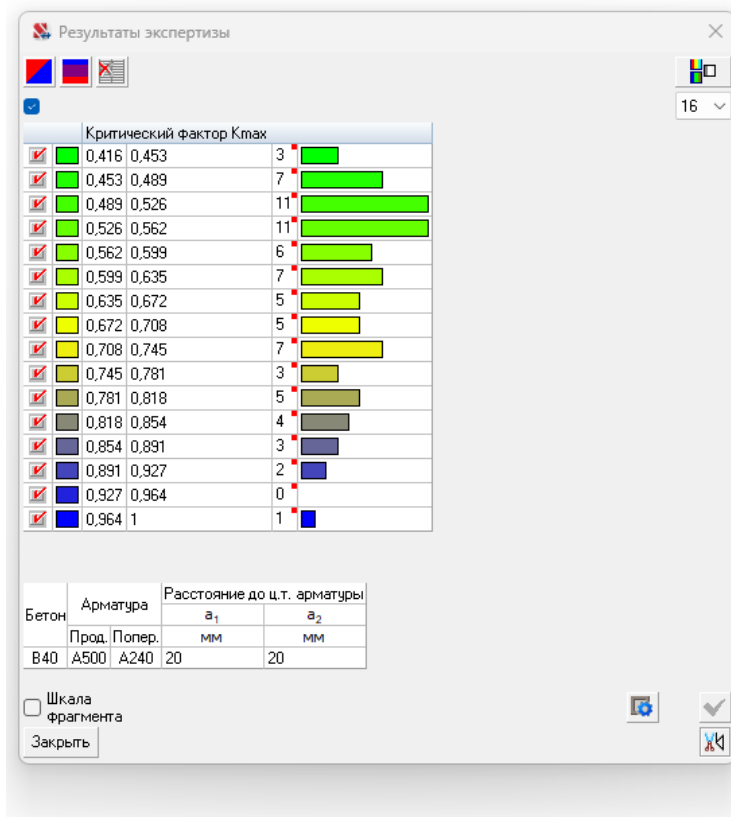 Результаты экспертизы
16
Критический фактор Kmax
0,416 0,453 3
0,453 0,489 7
0,489 0,526 11
0,526 0,562 11
0,562 0,599 6
0,599 0,635 7
0,635 0,672 5
0,672 0,708 5
0,708 0,745 7
0,745 0,781 3
0,781 0,818 5
0,818 0,854 4
0,854 0,891 3
0,891 0,927 2
0,927 0,964 0
0,964 1 1
Бетон Арматура Расстояние до ц.т. арматуры
a₁ a₂
Прод. Попер. мм мм
B40 A500 A240 20 20
Шкала
фрагмента
Закрыть